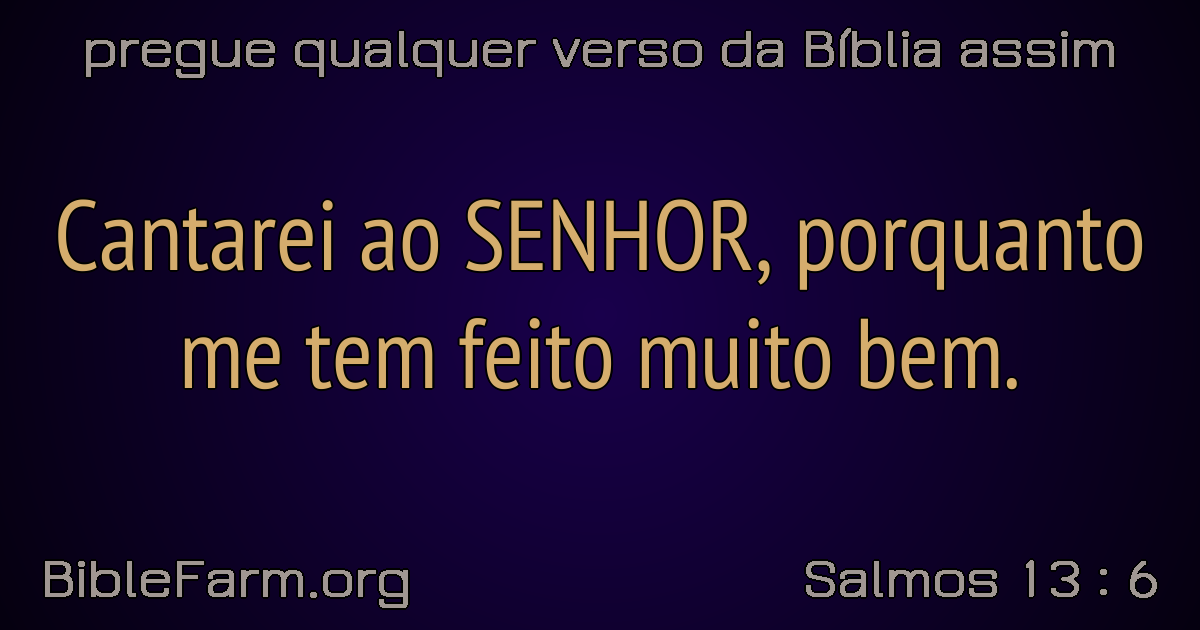 pregue qualquer verso da Bíblia assim
Cantarei ao SENHOR, porquanto
me tem feito muito bem.
BibleFarm.org
Salmos 13 : 6